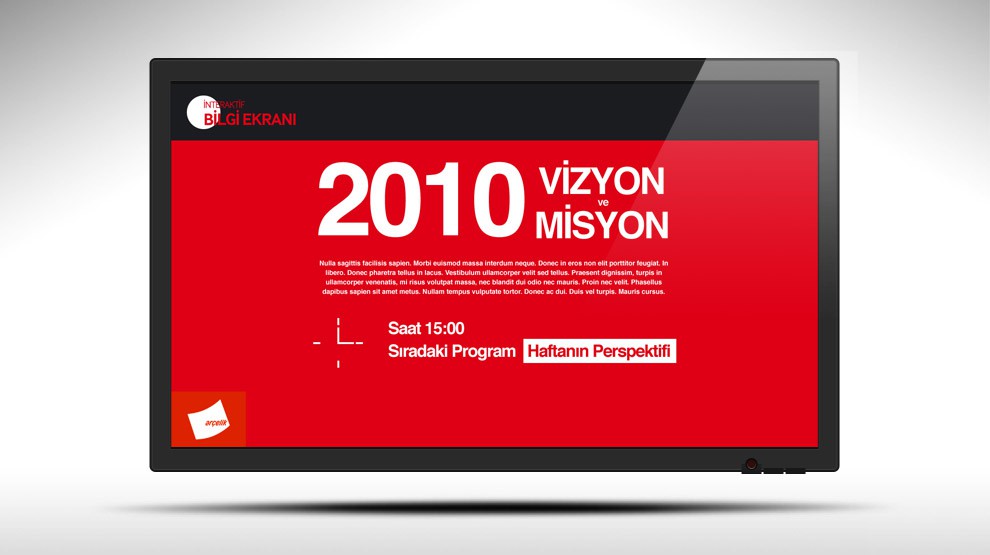 İNTERAKTİF
BİLGİ EKRANI
2010 VİZYON
ve
MİSYON
Nulla sagittis facilisis sapien. Morbi euismod massa interdum neque. Donec in eros non elit porttitor feugiat. In
libero. Donec pharetra tellus in lacus. Vestibulum ullamcorper velit sed tellus. Praesent dignissim, turpis in
ullamcorper venenatis, mi risus volutpat massa, nec blandit dui odio nec mauris. Proin nec velit. Phasellus
dapibus sapien sit amet metus. Nullam tempus vulputate tortor. Donec ac dui. Duis vel turpis. Mauris cursus.
Saat 15:00
Sıradaki Program Haftanın Perspektifi
arçelik